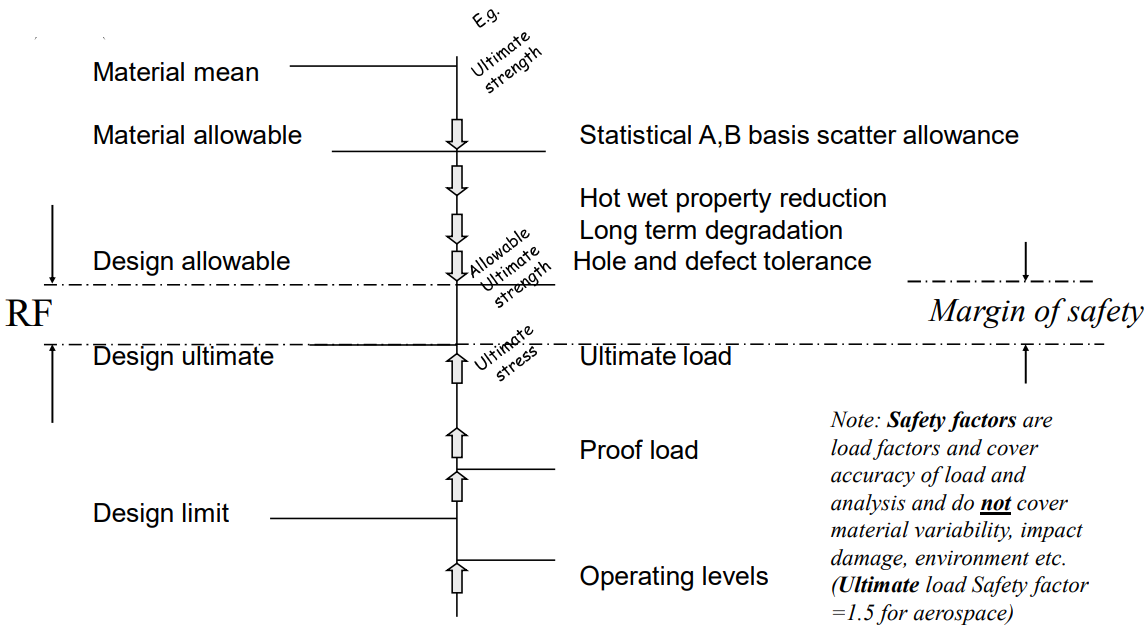 E.g.
Ultimate
strength
Material mean
Material allowable
Statistical A,B basis scatter allowance
Hot wet property reduction
Long term degradation
Design allowable
Allowable
Ultimate
strength
Hole and defect tolerance
RF
Margin of safety
Design ultimate
Ultimate
stress
Ultimate load
Note: Safety factors are
load factors and cover
accuracy of load and
analysis and do not cover
material variability, impact
damage, environment etc.
(Ultimate load Safety factor
=1.5 for aerospace)
Proof load
Design limit
Operating levels